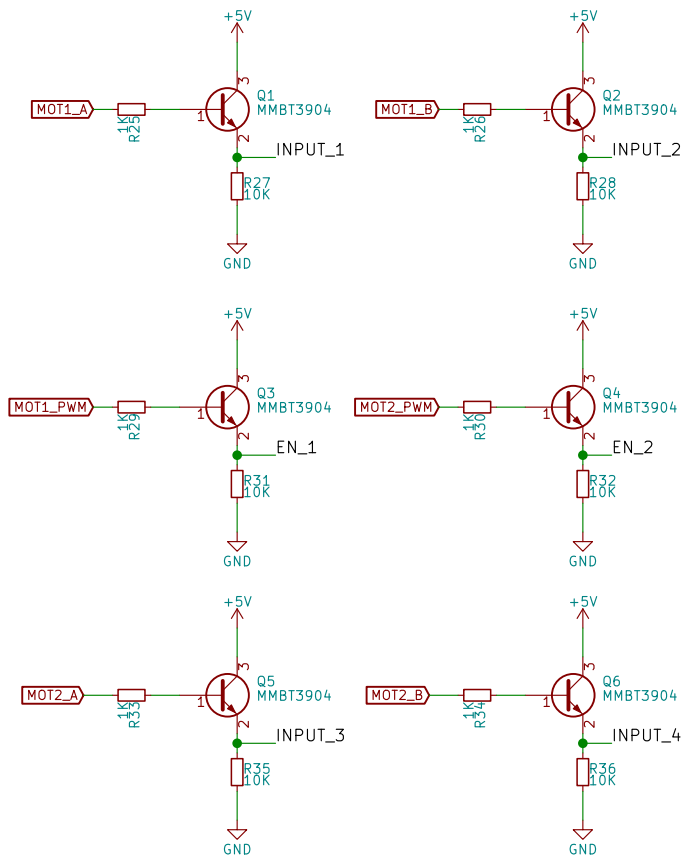 +5V
3
Q1
MMBT3904
MOT1_A
1K
R25
1
2
INPUT_1
R27
10K
GND
+5V
3
Q2
MMBT3904
MOT1_B
1K
R26
1
2
INPUT_2
R28
10K
GND
+5V
3
Q3
MMBT3904
MOT1_PWM
1K
R29
1
2
EN_1
R31
10K
GND
+5V
3
Q4
MMBT3904
MOT2_PWM
1K
R30
1
2
EN_2
R32
10K
GND
+5V
3
Q5
MMBT3904
MOT2_A
1K
R33
1
2
INPUT_3
R35
10K
GND
+5V
3
Q6
MMBT3904
MOT2_B
1K
R34
1
2
INPUT_4
R36
10K
GND